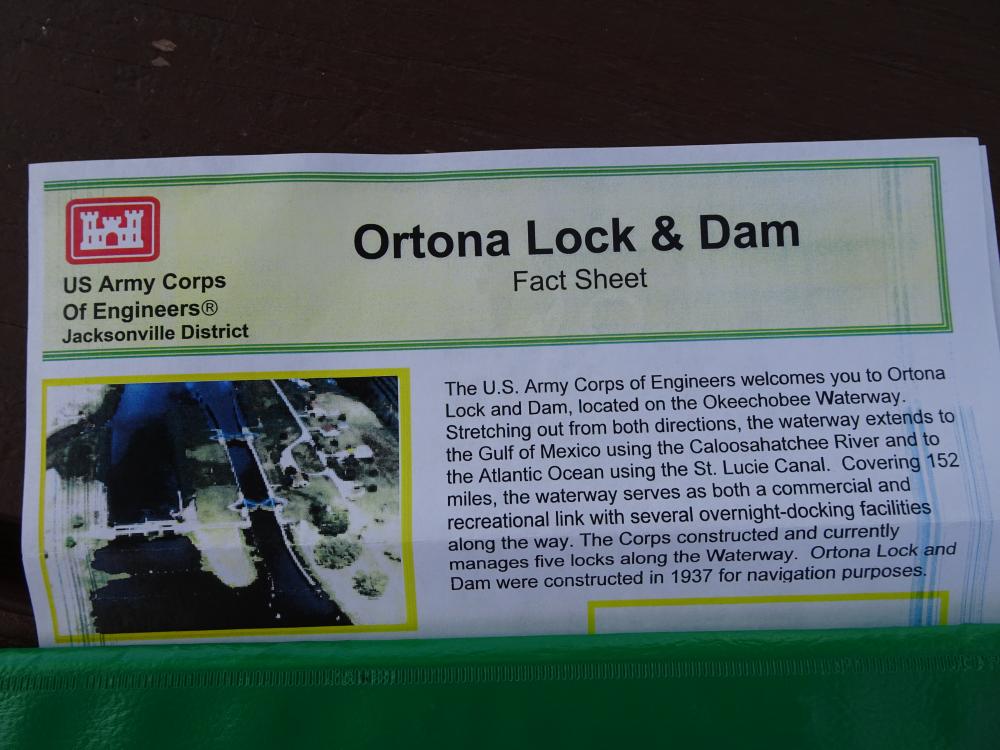 US Army Corps
Of Engineers®
Jacksonville District
Ortona Lock & Dam
Fact Sheet
The U.S. Army Corps of Engineers welcomes you to Ortona
Lock and Dam, located on the Okeechobee Waterway.
Stretching out from both directions, the waterway extends to
the Gulf of Mexico using the Caloosahatchee River and to
the Atlantic Ocean using the St. Lucie Canal.  Covering 152
miles, the waterway serves as both a commercial and
recreational link with several overnight-docking facilities
along the way. The Corps constructed and currently
manages five locks along the Waterway.  Ortona Lock and
Dam were constructed in 1937 for navigation purposes.